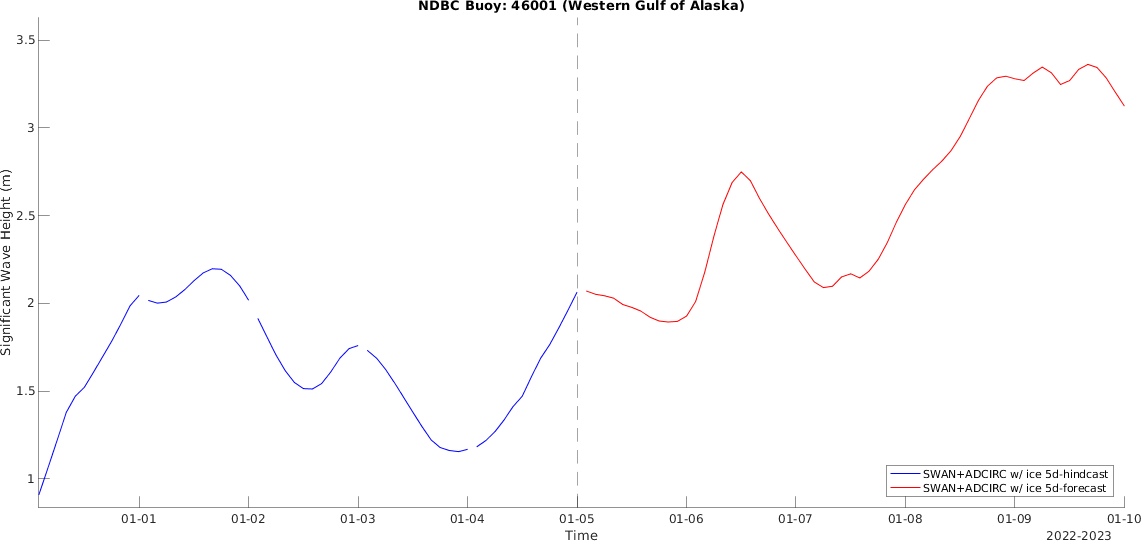 NDBC Buoy: 46001 (Western Gulf of Alaska)
Significant Wave Height (m)
3.5
3
2.5
2
1.5
1
SWAN+ADCIRC w/ ice 5d-hindcast
SWAN+ADCIRC w/ ice 5d-forecast
01-01 01-02 01-03 01-04 01-05 01-06 01-07 01-08 01-09 01-10
Time
2022-2023